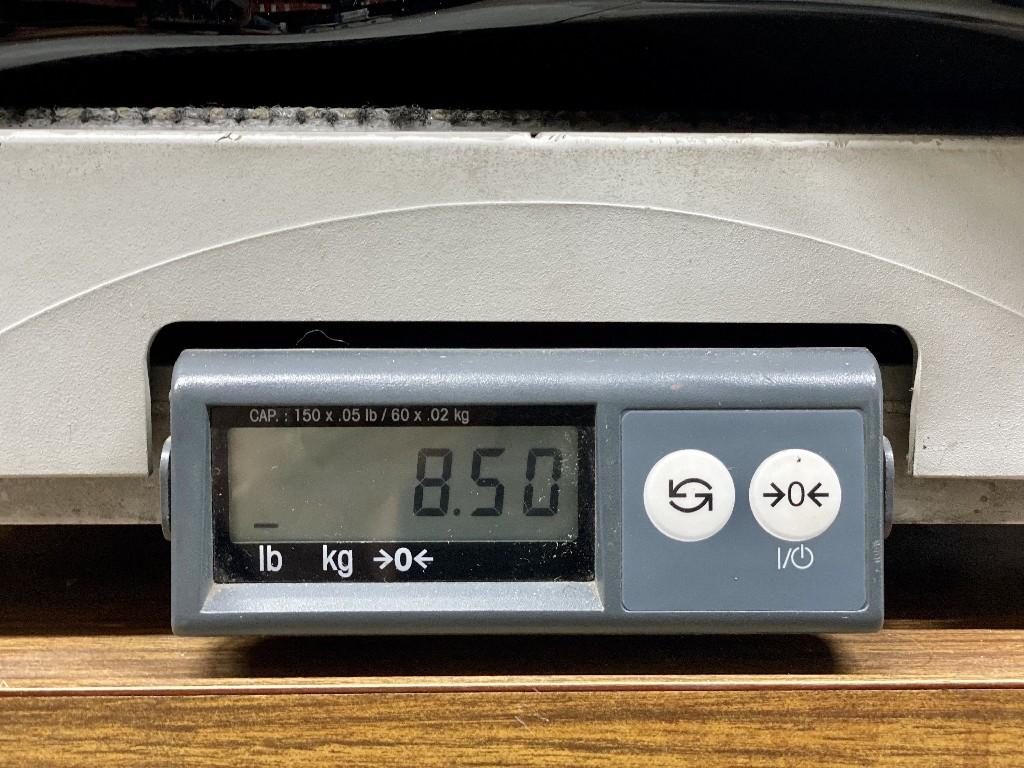 CAP. : 150 x .05 lb / 60 x .02 kg
8.50
lb kg →0←
→0←
I/⏻